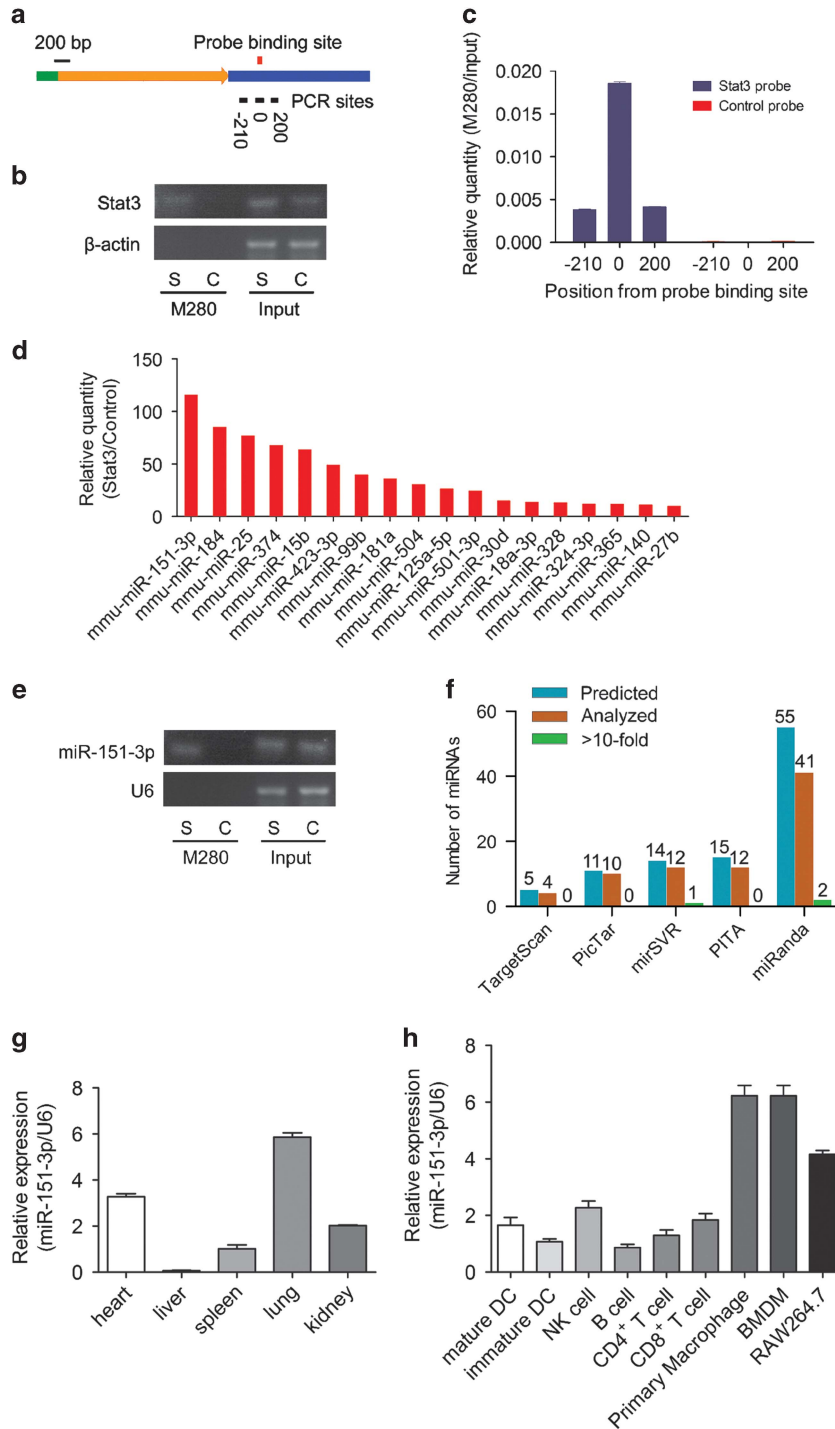 a
200 bp
Probe binding site
PCR sites
-210
0
200
b
Stat3
β-actin
S C S C
M280 Input
c
Relative quantity (M280/input)
0.020
0.015
0.010
0.005
0.000
Stat3 probe
Control probe
-210 0 200 -210 0 200
Position from probe binding site
d
Relative quantity
(Stat3/Control)
150
100
50
0
mmu-miR-151-3p
mmu-miR-184
mmu-miR-25
mmu-miR-374
mmu-miR-15b
mmu-miR-423-3p
mmu-miR-99b
mmu-miR-181a
mmu-miR-504
mmu-miR-125a-5p
mmu-miR-501-3p
mmu-miR-30d
mmu-miR-18a-3p
mmu-miR-328
mmu-miR-324-3p
mmu-miR-365
mmu-miR-140
mmu-miR-27b
e
miR-151-3p
U6
S C S C
M280 Input
f
Predicted
Analyzed
>10-fold
Number of miRNAs
60
40
20
0
5 4 0
11 10 0
14 12 1
15 12 0
55 41 2
TargetScan
PicTar
mirSVR
PITA
miRanda
g
Relative expression
(miR-151-3p/U6)
8
6
4
2
0
heart
liver
spleen
lung
kidney
h
Relative expression
(miR-151-3p/U6)
8
6
4
2
0
mature DC
immature DC
NK cell
B cell
CD4⁺ T cell
CD8⁺ T cell
Primary Macrophage
BMDM
RAW264.7